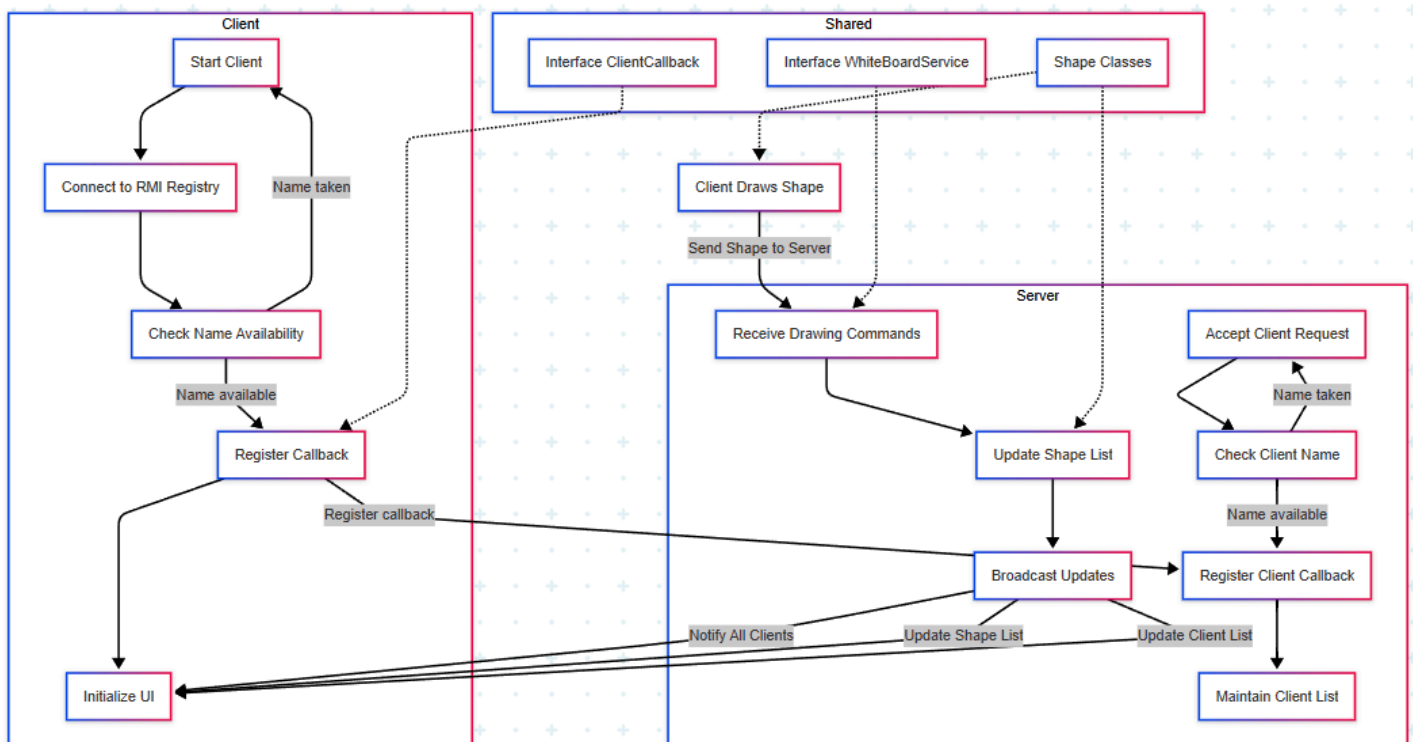 Client
Shared
Start Client
Interface ClientCallback
Interface WhiteBoardService
Shape Classes
Connect to RMI Registry
Name taken
Client Draws Shape
Send Shape to Server
Server
Check Name Availability
Receive Drawing Commands
Accept Client Request
Name available
Name taken
Register Callback
Update Shape List
Check Client Name
Register callback
Name available
Broadcast Updates
Register Client Callback
Notify All Clients
Update Shape List
Update Client List
Initialize UI
Maintain Client List